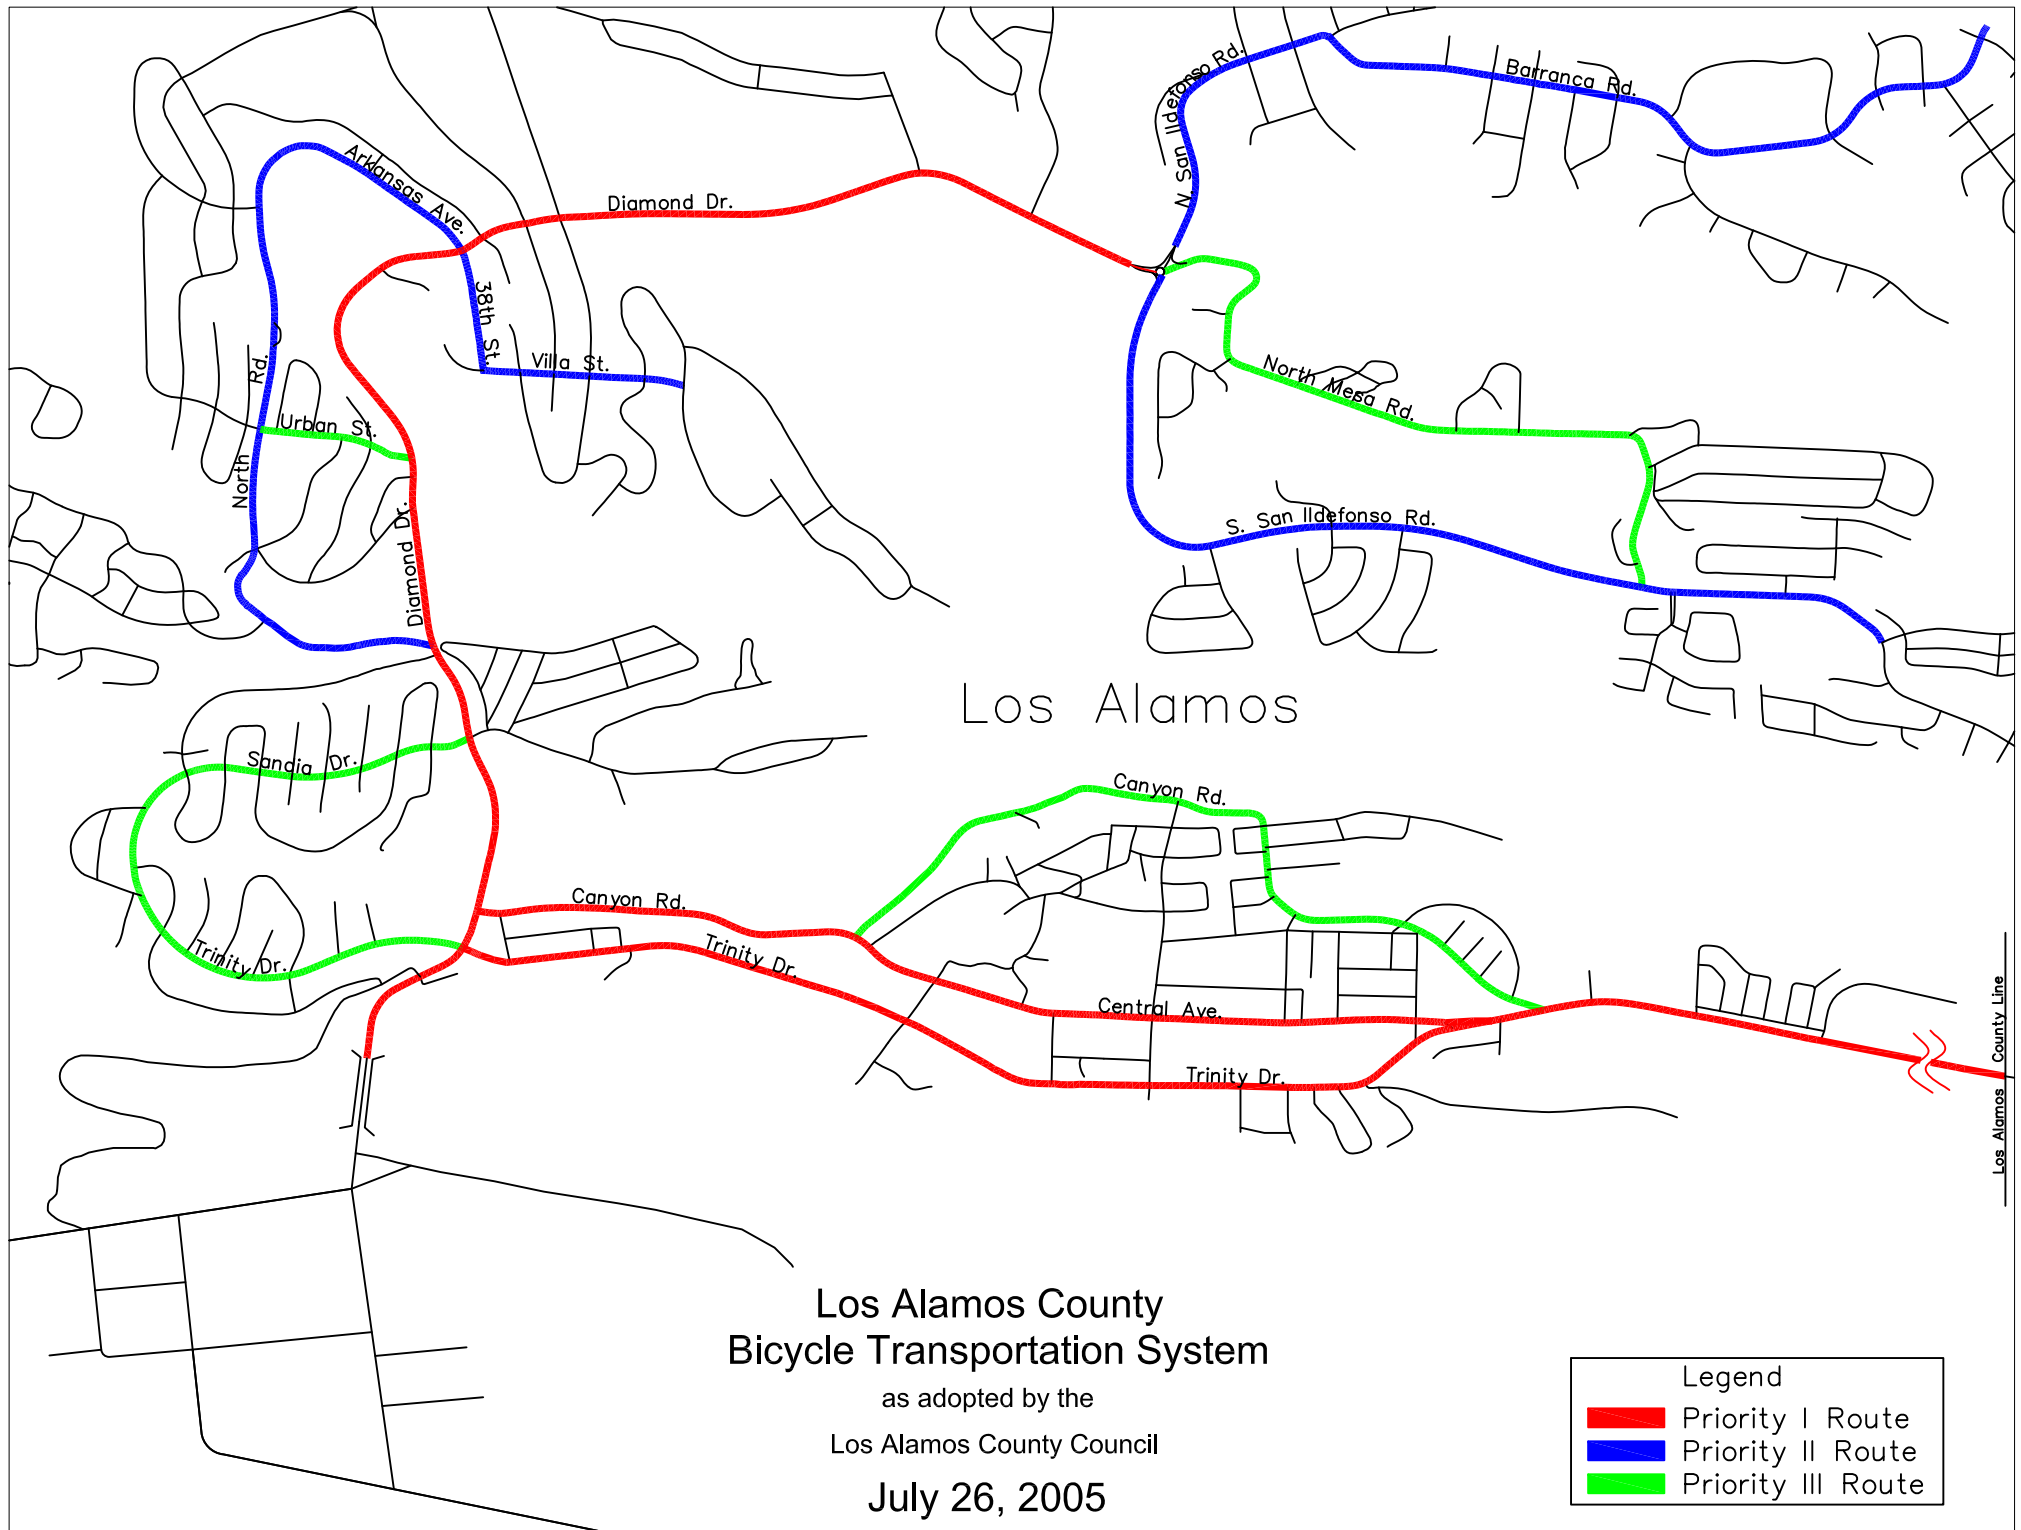 N. San Ildefonso Rd.
Barranca Rd.
Arkansas Ave.
Diamond Dr.
38th St.
Villa St.
North Rd.
Urban St.
North Mesa Rd.
Diamond Dr.
S. San Ildefonso Rd.
Los Alamos
Sandia Dr.
Canyon Rd.
Canyon Rd.
Trinity Dr.
Trinity Dr.
Central Ave.
Trinity Dr.
Los Alamos County Line
Los Alamos County
Bicycle Transportation System
as adopted by the
Los Alamos County Council
July 26, 2005
Legend
Priority I Route
Priority II Route
Priority III Route